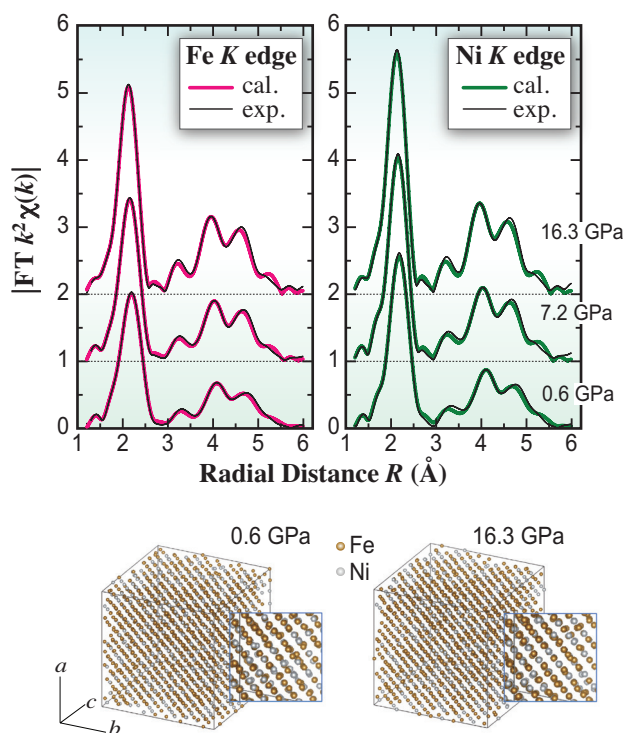 Fe K edge
cal.
exp.
Ni K edge
cal.
exp.
6
5
4
3
2
1
0
6
5
4
3
2
1
0
|FT k²χ(k)|
16.3 GPa
7.2 GPa
0.6 GPa
1 2 3 4 5 6 1 2 3 4 5 6
Radial Distance R (Å)
0.6 GPa
Fe
Ni
16.3 GPa
a
c
b